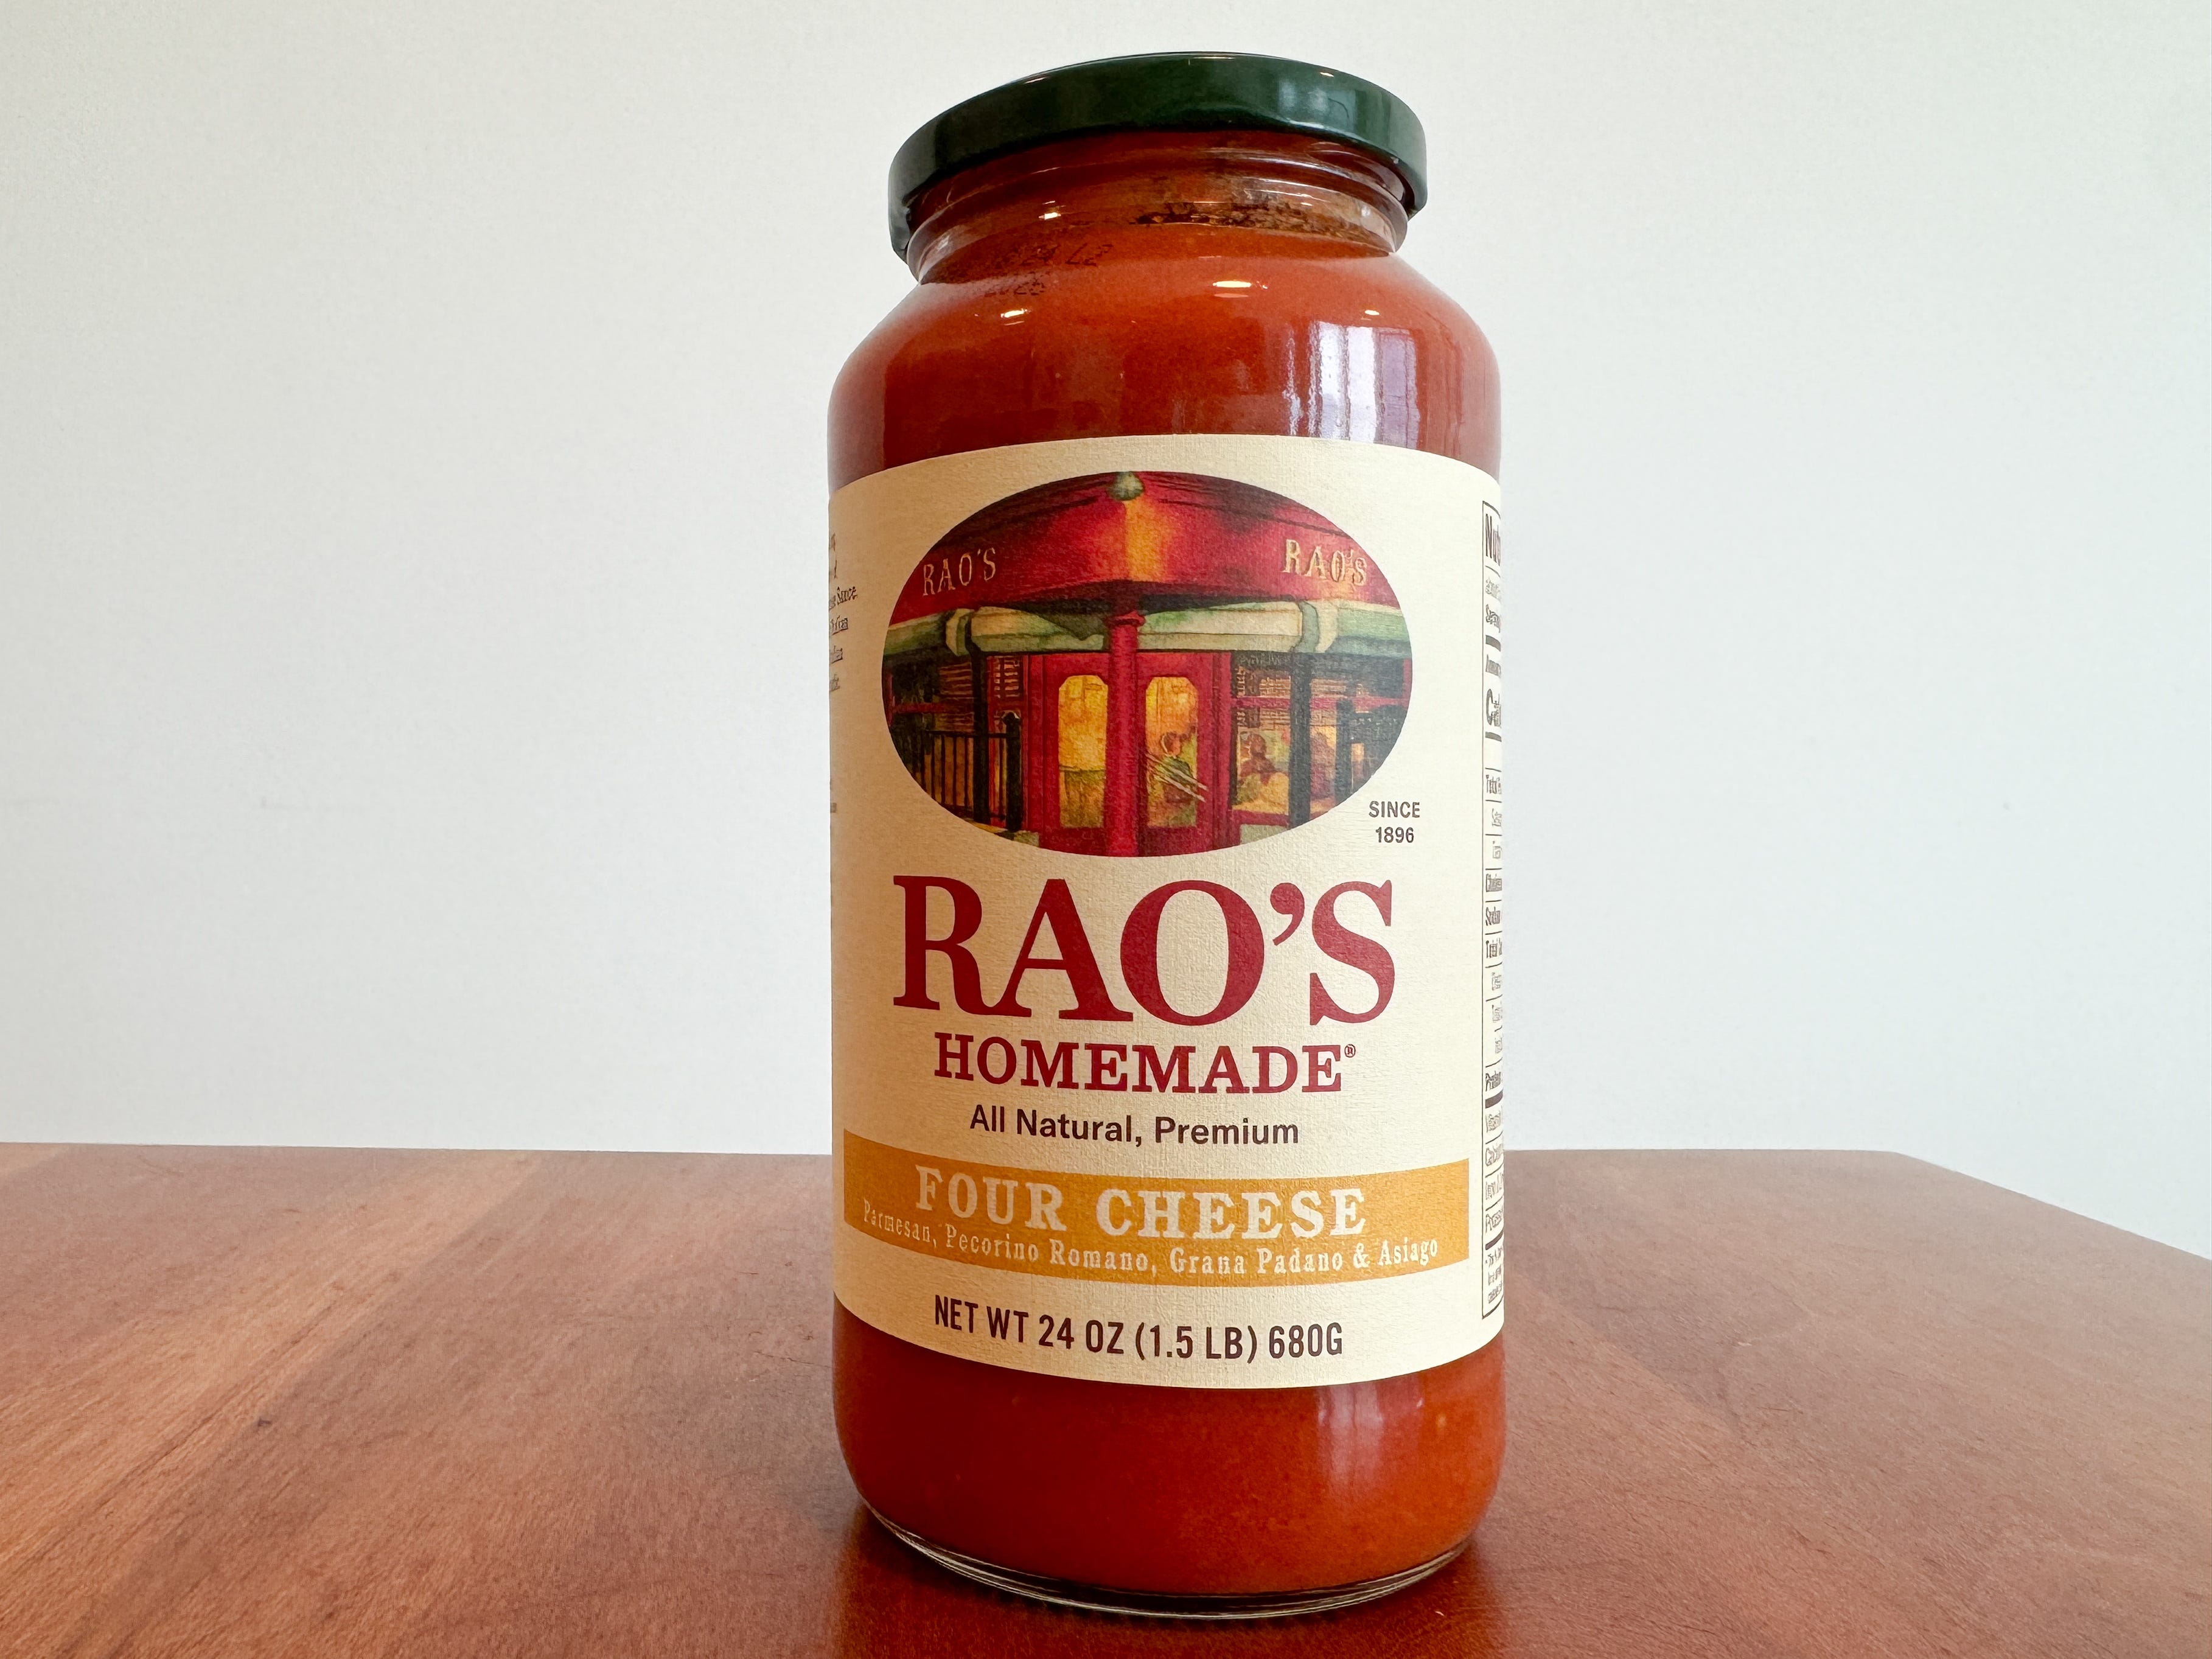 RAO'S RAO'S
SINCE
1896
RAO'S
HOMEMADE®
All Natural, Premium
FOUR CHEESE
Parmesan, Pecorino Romano, Grana Padano & Asiago
NET WT 24 OZ (1.5 LB) 680G